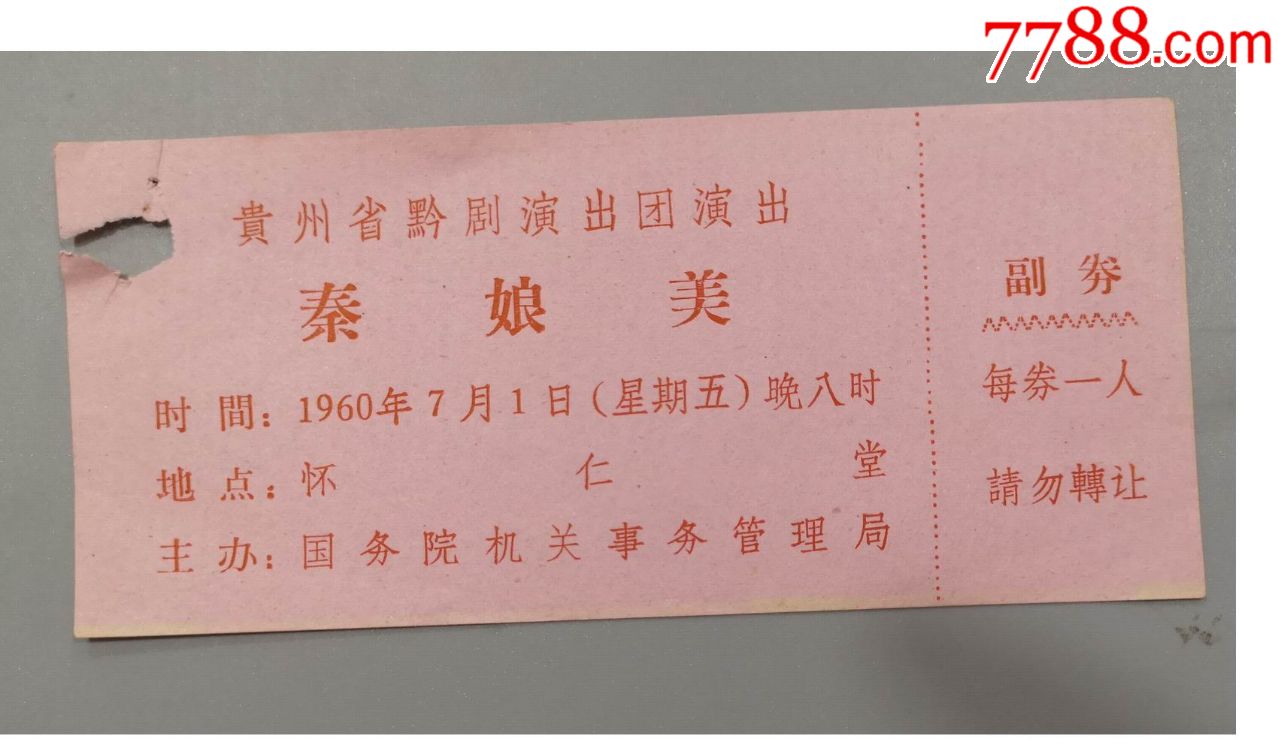 7788.com
貴州省黔剧演出团演出
秦娘美
时間：1960年7月1日（星期五）晚八时
地点：怀仁堂
主办：国务院机关事务管理局
副券
每券一人
請勿轉让